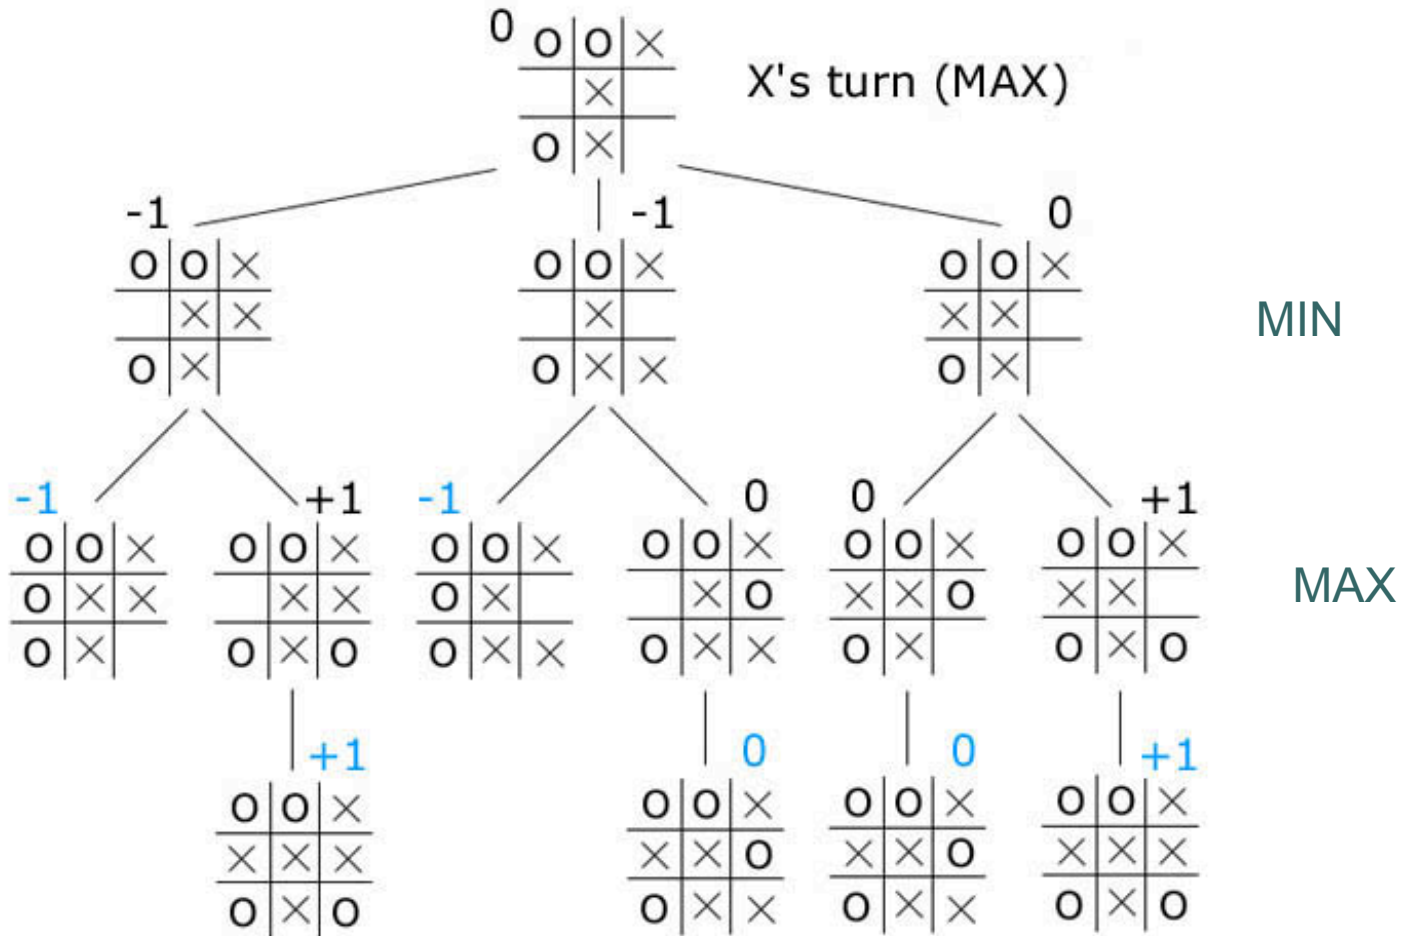 0 O O × X's turn (MAX)
×
O ×
-1 -1 0
O O × O O × O O ×
× × × × × MIN
O × O × × O ×
-1 +1 -1 0 0 +1
O O × O O × O O × O O × O O × O O ×
O × × × × O × × O × × O × × MAX
O × O × O O × × O × × O × O × O
+1 0 0 +1
O O × O O × O O × O O ×
× × × × × O × × O × × ×
O × O O × × O × × O × O